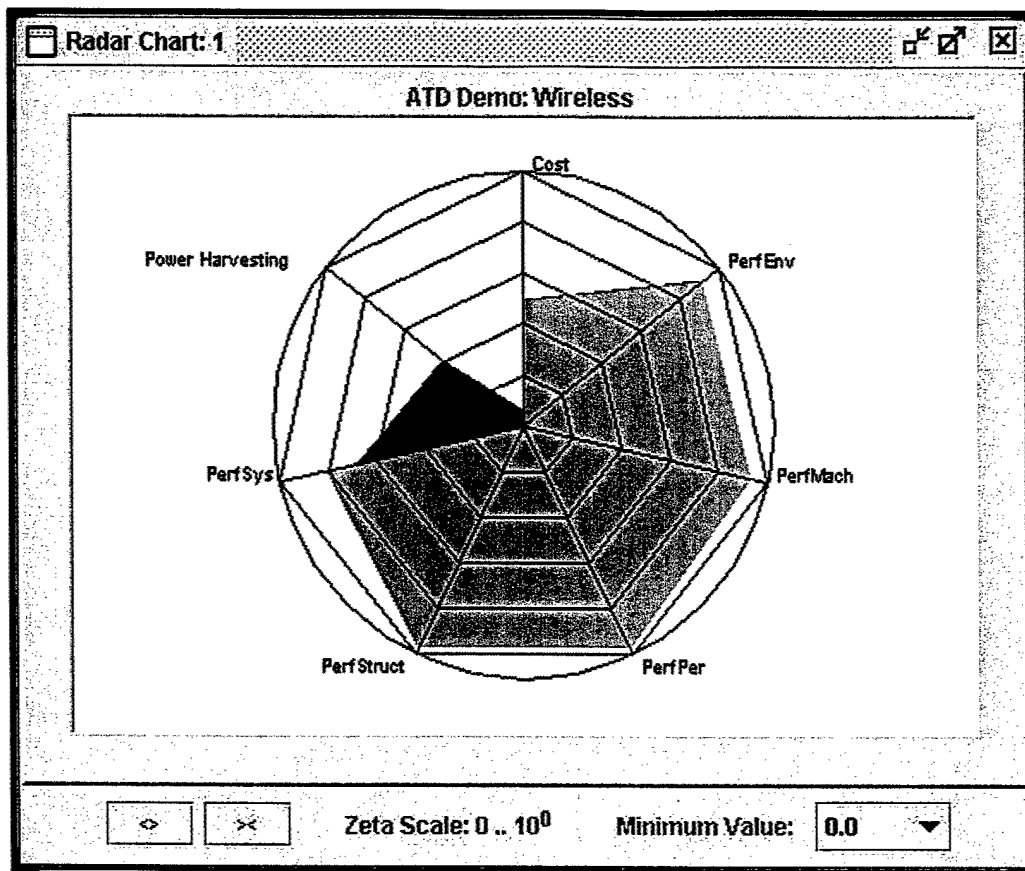 Radar Chart: 1
ATD Demo: Wireless
Cost
Power Harvesting
PerfEnv
PerfSys
PerfMach
PerfStruct
PerfPer
<> >< Zeta Scale: 0 .. 10⁰ Minimum Value: 0.0